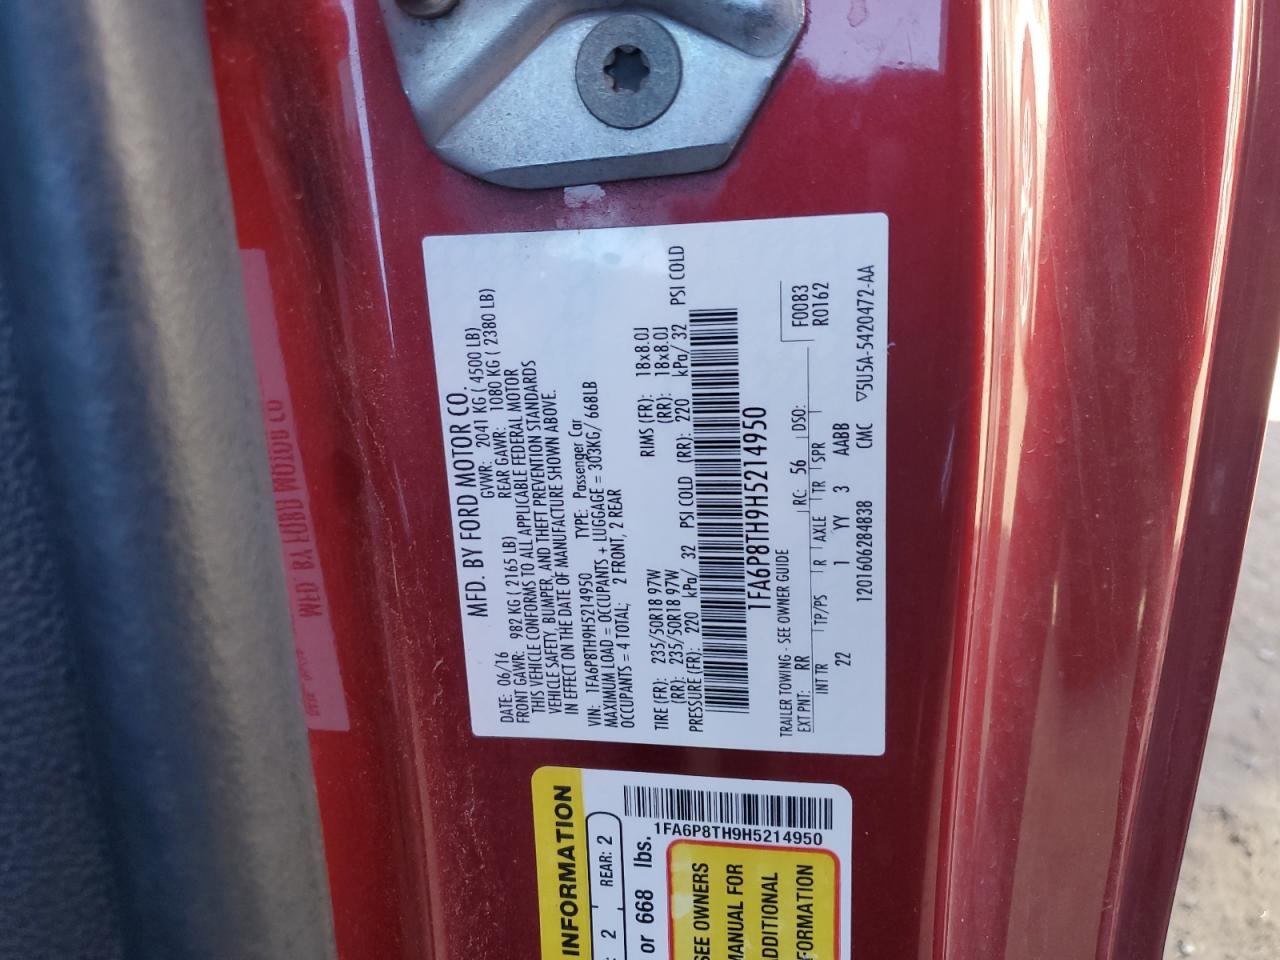 MFD. BY FORD MOTOR CO.
DATE: 06/16 GVWR: 2041 KG ( 4500 LB)
FRONT GAWR: 982 KG ( 2165 LB) REAR GAWR: 1080 KG ( 2380 LB)
THIS VEHICLE CONFORMS TO ALL APPLICABLE FEDERAL MOTOR
VEHICLE SAFETY, BUMPER, AND THEFT PREVENTION STANDARDS
IN EFFECT ON THE DATE OF MANUFACTURE SHOWN ABOVE.
VIN: 1FA6P8TH9H5214950 TYPE: Passenger Car
MAXIMUM LOAD = OCCUPANTS + LUGGAGE = 303KG/ 668LB
OCCUPANTS = 4 TOTAL; 2 FRONT, 2 REAR
TIRE (FR): 235/50R18 97W RIMS (FR): 18x8.0J
(RR): 235/50R18 97W (RR): 18x8.0J
PRESSURE (FR): 220 kPa/ 32 PSI COLD (RR): 220 kPa/ 32 PSI COLD
1FA6P8TH9H5214950
TRAILER TOWING - SEE OWNER GUIDE
F0083
EXT PNT: RR RC: 56 DSO: R0162
INT TR TP/PS R AXLE TR SPR
22 1 YY 3 AABB
1201606284838 CMC ▽5U5A-5420472-AA
INFORMATION
: 2 REAR: 2
or 668 lbs.
1FA6P8TH9H5214950
SEE OWNERS
MANUAL FOR
ADDITIONAL
INFORMATION